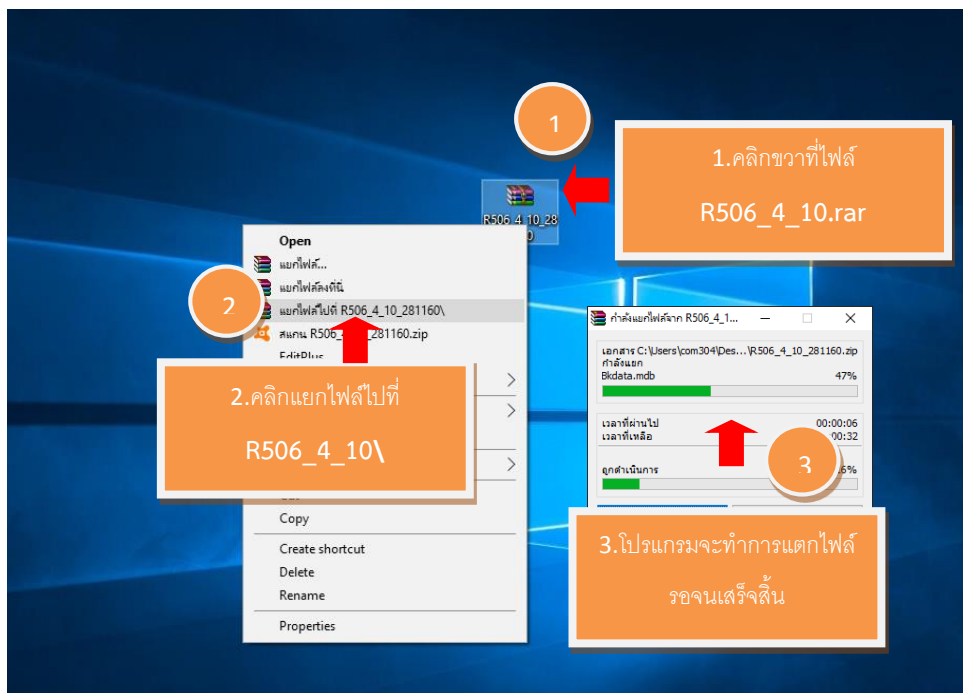 1
1.คลิกขวาที่ไฟล์
R506_4_10.rar
R506_4_10_28
Open
แยกไฟล์...
แยกไฟล์ลงที่นี่
2
แยกไฟล์ไปที่ R506_4_10_281160\
สแกน R506_4_10_281160.zip
EditPlus
2.คลิกแยกไฟล์ไปที่
R506_4_10\
Copy
Create shortcut
Delete
Rename
Properties
กำลังแยกไฟล์จาก R506_4_1...
เอกสาร C:\Users\com304\Des...\R506_4_10_281160.zip
กำลังแยก
Bkdata.mdb 47%
เวลาที่ผ่านไป 00:00:06
เวลาที่เหลือ 00:32
ถูกดำเนินการ 6%
3
3.โปรแกรมจะทำการแตกไฟล์
รอจนเสร็จสิ้น